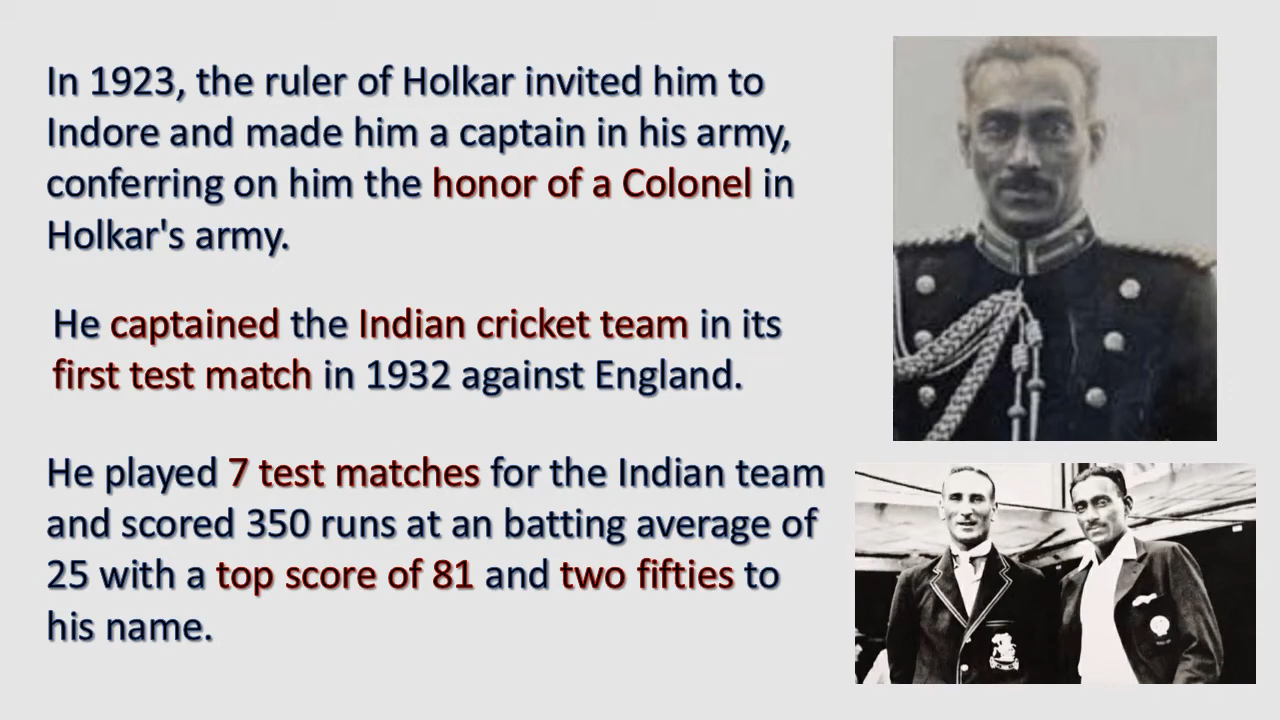 In 1923, the ruler of Holkar invited him to
Indore and made him a captain in his army,
conferring on him the honor of a Colonel in
Holkar's army.
He captained the Indian cricket team in its
first test match in 1932 against England.
He played 7 test matches for the Indian team
and scored 350 runs at an batting average of
25 with a top score of 81 and two fifties to
his name.